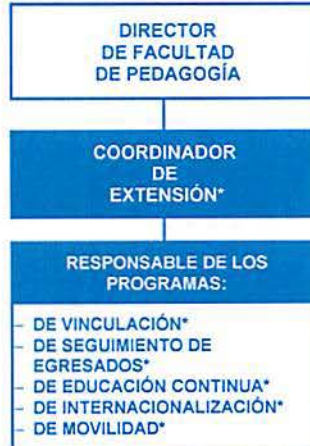 DIRECTOR
DE FACULTAD
DE PEDAGOGÍA
COORDINADOR
DE
EXTENSIÓN*
RESPONSABLE DE LOS
PROGRAMAS:
– DE VINCULACIÓN*
– DE SEGUIMIENTO DE
EGRESADOS*
– DE EDUCACIÓN CONTINUA*
– DE INTERNACIONALIZACIÓN*
– DE MOVILIDAD*